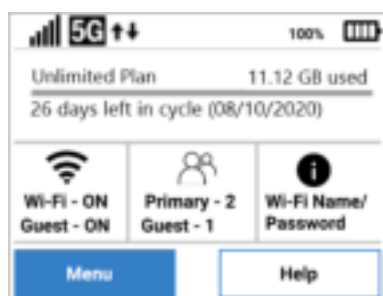 5G 100%
Unlimited Plan 11.12 GB used
26 days left in cycle (08/10/2020)
Wi-Fi - ON Primary - 2 Wi-Fi Name/
Guest - ON Guest - 1 Password
Menu Help